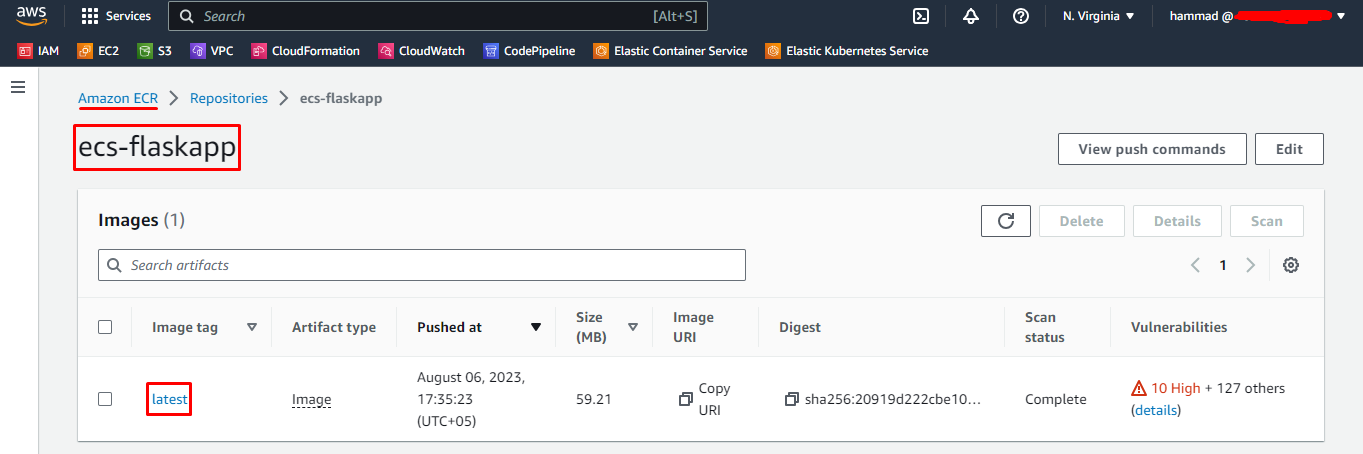 aws Services Search [Alt+S] N. Virginia hammad @
IAM EC2 S3 VPC CloudFormation CloudWatch CodePipeline Elastic Container Service Elastic Kubernetes Service
Amazon ECR Repositories ecs-flaskapp
ecs-flaskapp
View push commands Edit
Images (1) Delete Details Scan
Search artifacts 1
Image tag Artifact type Pushed at Size (MB) Image URI Digest Scan status Vulnerabilities
latest Image August 06, 2023, 17:35:23 (UTC+05) 59.21 Copy URI sha256:20919d222cbe10... Complete 10 High + 127 others (details)